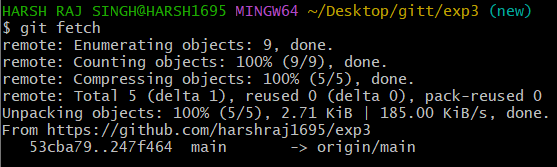 HARSH RAJ SINGH@HARSH1695 MINGW64 ~/Desktop/gitt/exp3 (new)
$ git fetch
remote: Enumerating objects: 9, done.
remote: Counting objects: 100% (9/9), done.
remote: Compressing objects: 100% (5/5), done.
remote: Total 5 (delta 1), reused 0 (delta 0), pack-reused 0
Unpacking objects: 100% (5/5), 2.71 KiB | 185.00 KiB/s, done.
From https://github.com/harshraj1695/exp3
   53cba79..247f464  main       -> origin/main